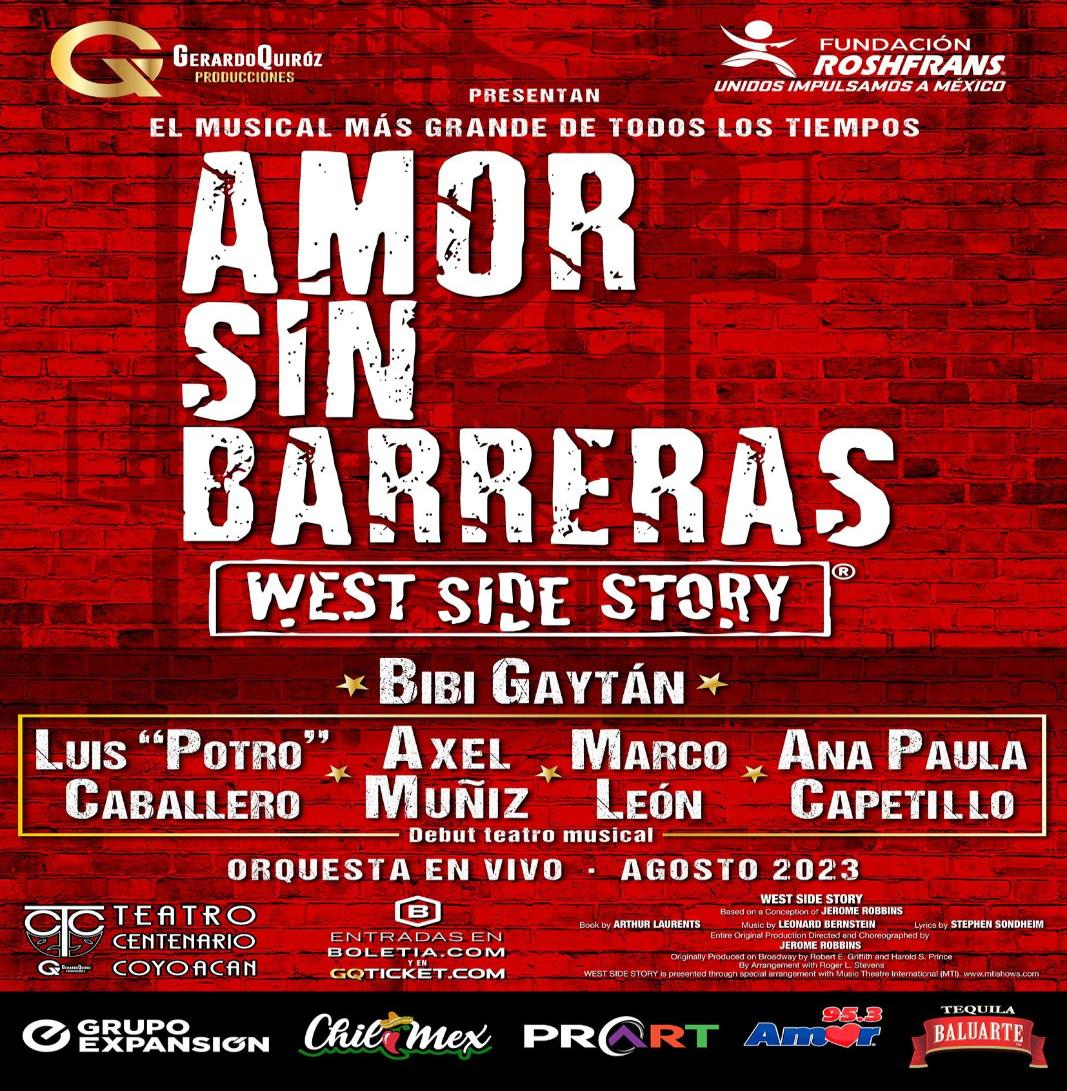 GERARDOQUIRÓZ
PRODUCCIONES
FUNDACIÓN
ROSHFRANS
UNIDOS IMPULSAMOS A MÉXICO
PRESENTAN
EL MUSICAL MÁS GRANDE DE TODOS LOS TIEMPOS
AMOR
SIN
BARRERAS
WEST SIDE STORY®
BIBI GAYTÁN
LUIS “POTRO”
CABALLERO
AXEL
MUÑIZ
MARCO
LEÓN
ANA PAULA
CAPETILLO
Debut teatro musical
ORQUESTA EN VIVO · AGOSTO 2023
TEATRO
CENTENARIO
COYOACAN
GERARDOQUIRÓZ
PRODUCCIONES
B
ENTRADAS EN
BOLETIA.COM
Y EN
GQTICKET.COM
WEST SIDE STORY
Based on a Conception of JEROME ROBBINS
Book by ARTHUR LAURENTS Music by LEONARD BERNSTEIN Lyrics by STEPHEN SONDHEIM
Entire Original Production Directed and Choreographed by
JEROME ROBBINS
Originally Produced on Broadway by Robert E. Griffith and Harold S. Prince
By Arrangement with Roger L. Stevens
WEST SIDE STORY is presented through special arrangement with Music Theatre International (MTI). www.mtishows.com
GRUPO
EXPANSIÓN
Chilimex
PRART
95.3
Amor
TEQUILA
BALUARTE